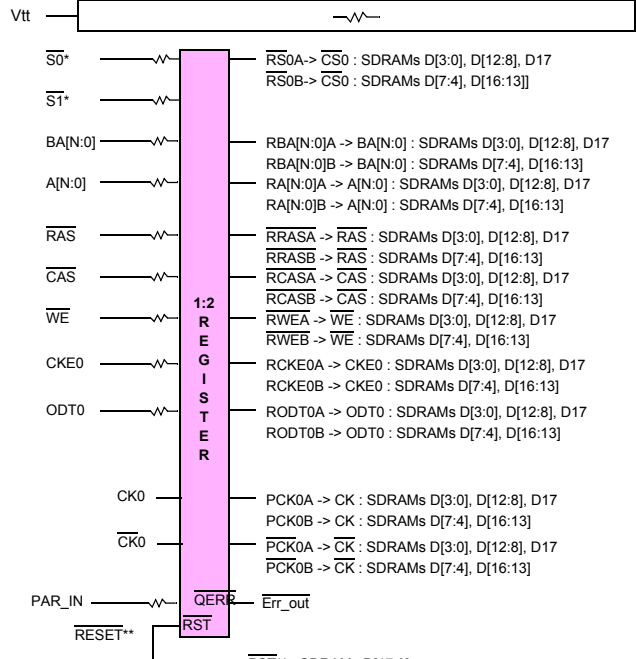 Vtt
S0*
RS0A-> CS0 : SDRAMs D[3:0], D[12:8], D17
RS0B-> CS0 : SDRAMs D[7:4], D[16:13]]
S1*
BA[N:0]
RBA[N:0]A -> BA[N:0] : SDRAMs D[3:0], D[12:8], D17
RBA[N:0]B -> BA[N:0] : SDRAMs D[7:4], D[16:13]
A[N:0]
RA[N:0]A -> A[N:0] : SDRAMs D[3:0], D[12:8], D17
RA[N:0]B -> A[N:0] : SDRAMs D[7:4], D[16:13]
RAS
RRASA -> RAS : SDRAMs D[3:0], D[12:8], D17
RRASB -> RAS : SDRAMs D[7:4], D[16:13]
CAS
RCASA -> CAS : SDRAMs D[3:0], D[12:8], D17
RCASB -> CAS : SDRAMs D[7:4], D[16:13]
WE
RWEA -> WE : SDRAMs D[3:0], D[12:8], D17
RWEB -> WE : SDRAMs D[7:4], D[16:13]
CKE0
RCKE0A -> CKE0 : SDRAMs D[3:0], D[12:8], D17
RCKE0B -> CKE0 : SDRAMs D[7:4], D[16:13]
ODT0
RODT0A -> ODT0 : SDRAMs D[3:0], D[12:8], D17
RODT0B -> ODT0 : SDRAMs D[7:4], D[16:13]
1:2
R
E
G
I
S
T
E
R
CK0
PCK0A -> CK : SDRAMs D[3:0], D[12:8], D17
PCK0B -> CK : SDRAMs D[7:4], D[16:13]
CK0
PCK0A -> CK : SDRAMs D[3:0], D[12:8], D17
PCK0B -> CK : SDRAMs D[7:4], D[16:13]
PAR_IN
QERR
Err_out
RESET**
RST